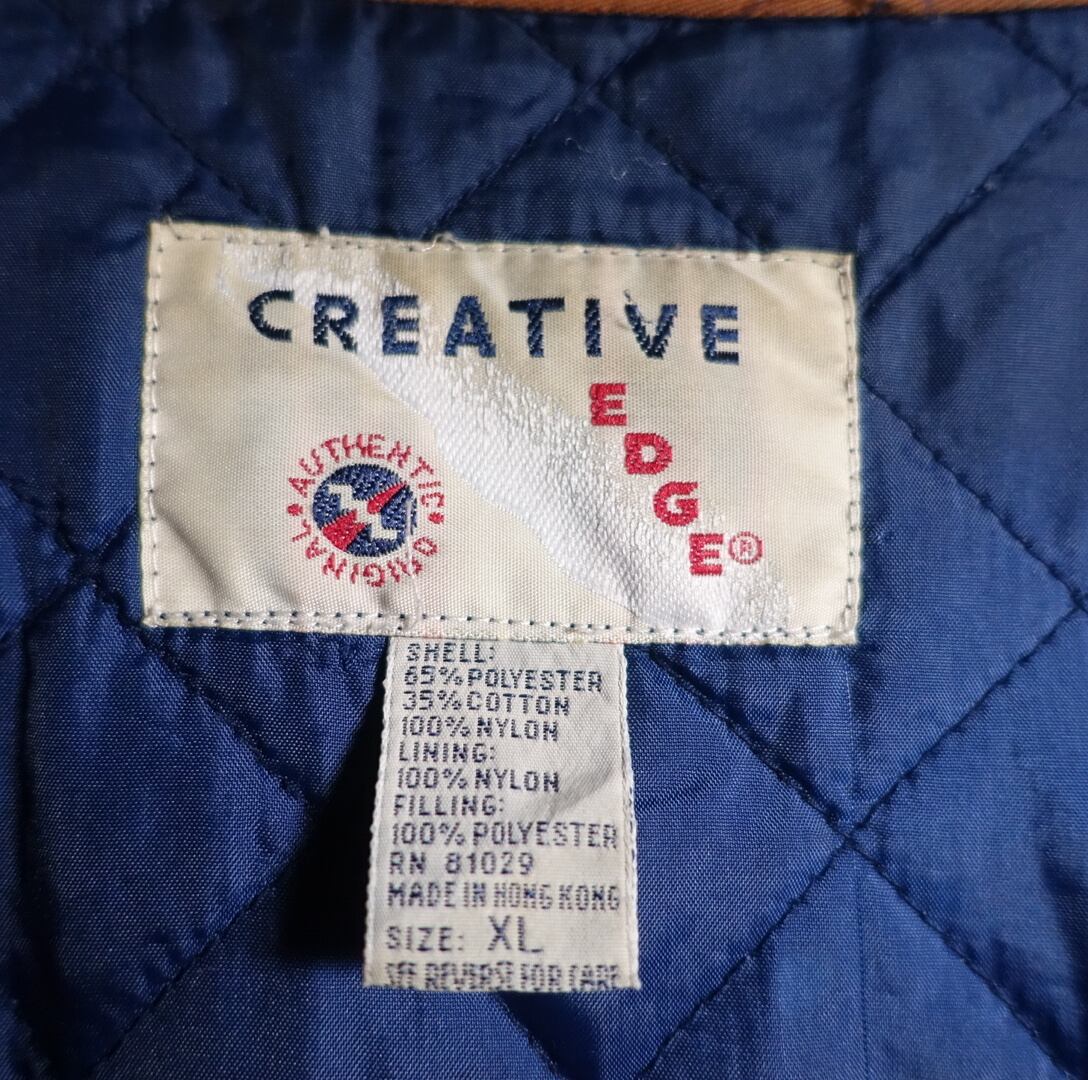 CREATIVE
EDGE®
AUTHENTIC • ORIGINAL •
SHELL:
65% POLYESTER
35% COTTON
100% NYLON
LINING:
100% NYLON
FILLING:
100% POLYESTER
RN 81029
MADE IN HONG KONG
SIZE: XL
SEE REVERSE FOR CARE